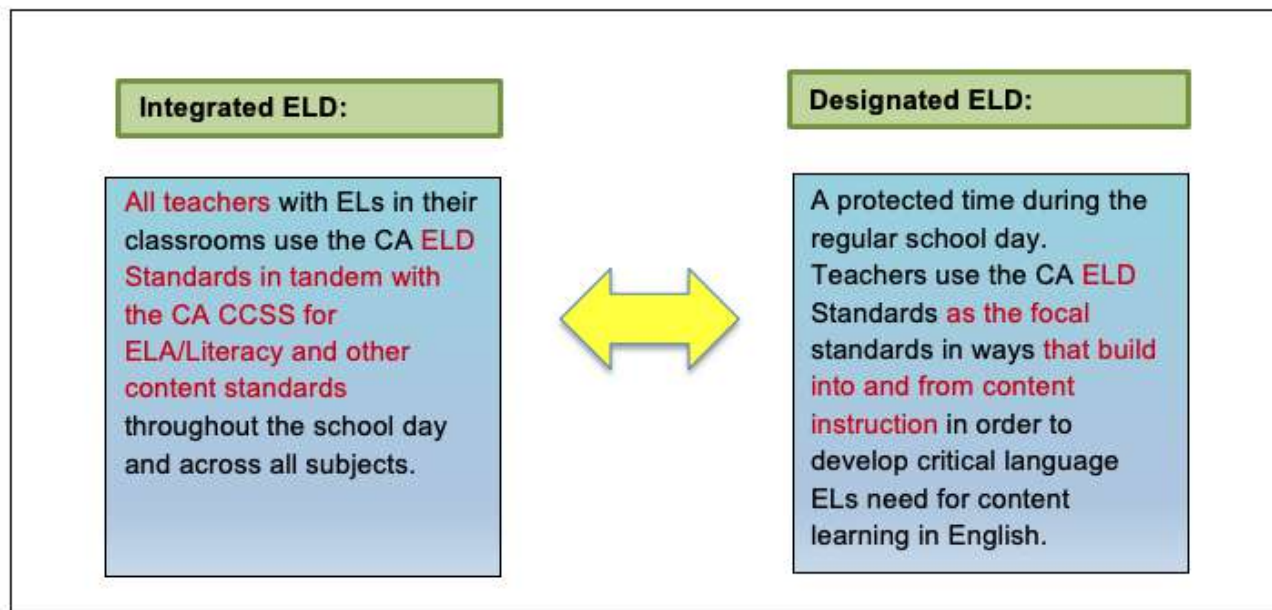 Integrated ELD:
All teachers with ELs in their
classrooms use the CA ELD
Standards in tandem with
the CA CCSS for
ELA/Literacy and other
content standards
throughout the school day
and across all subjects.
Designated ELD:
A protected time during the
regular school day.
Teachers use the CA ELD
Standards as the focal
standards in ways that build
into and from content
instruction in order to
develop critical language
ELs need for content
learning in English.